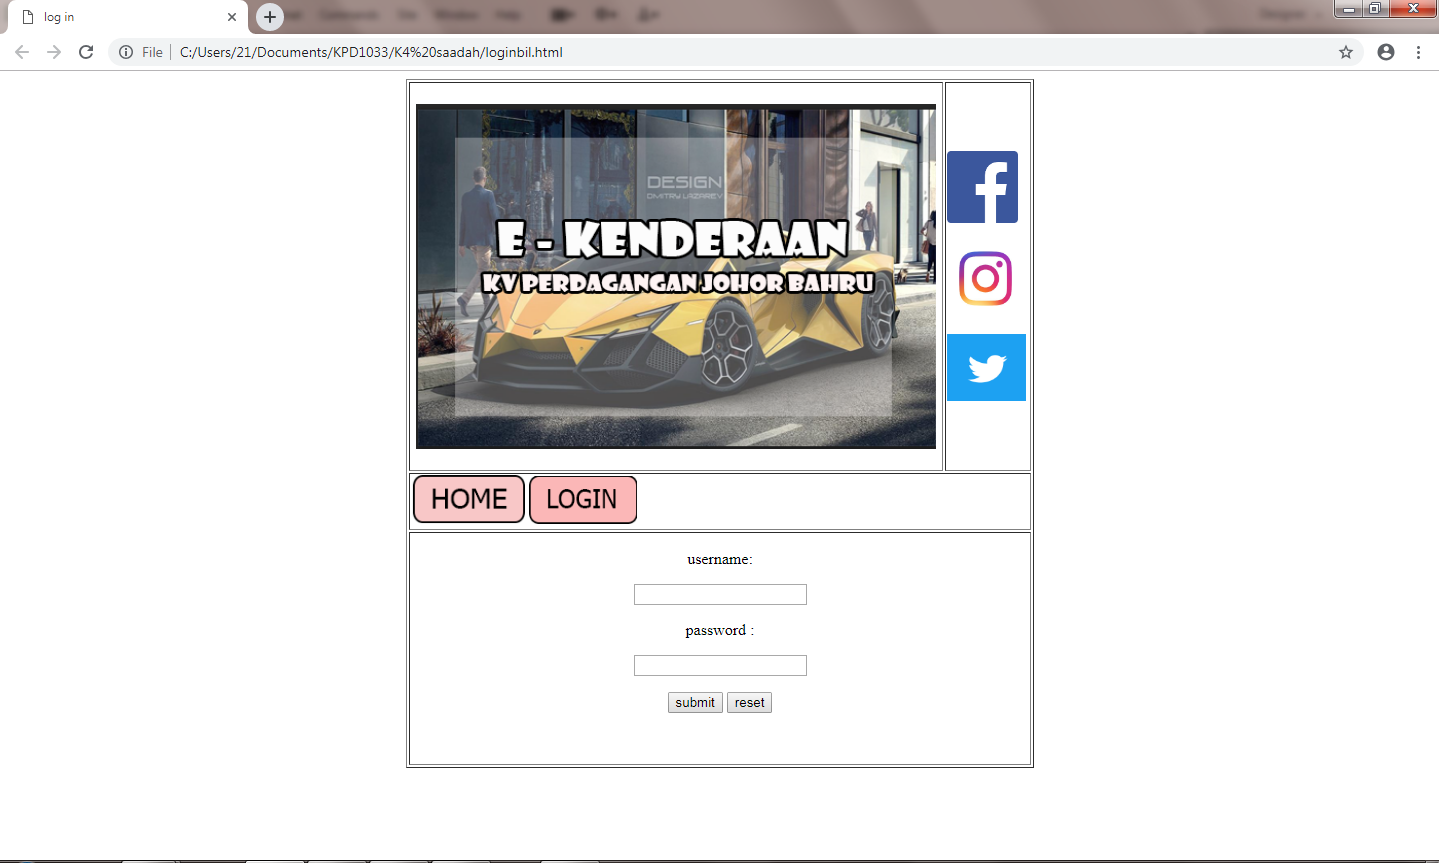 log in
File
C:/Users/21/Documents/KPD1033/K4%20saadah/loginbil.html
DESIGN
DIMITRY LAZAREV
E - KENDERAAN
KV PERDAGANGAN JOHOR BAHRU
HOME LOGIN
username:
password :
submit reset